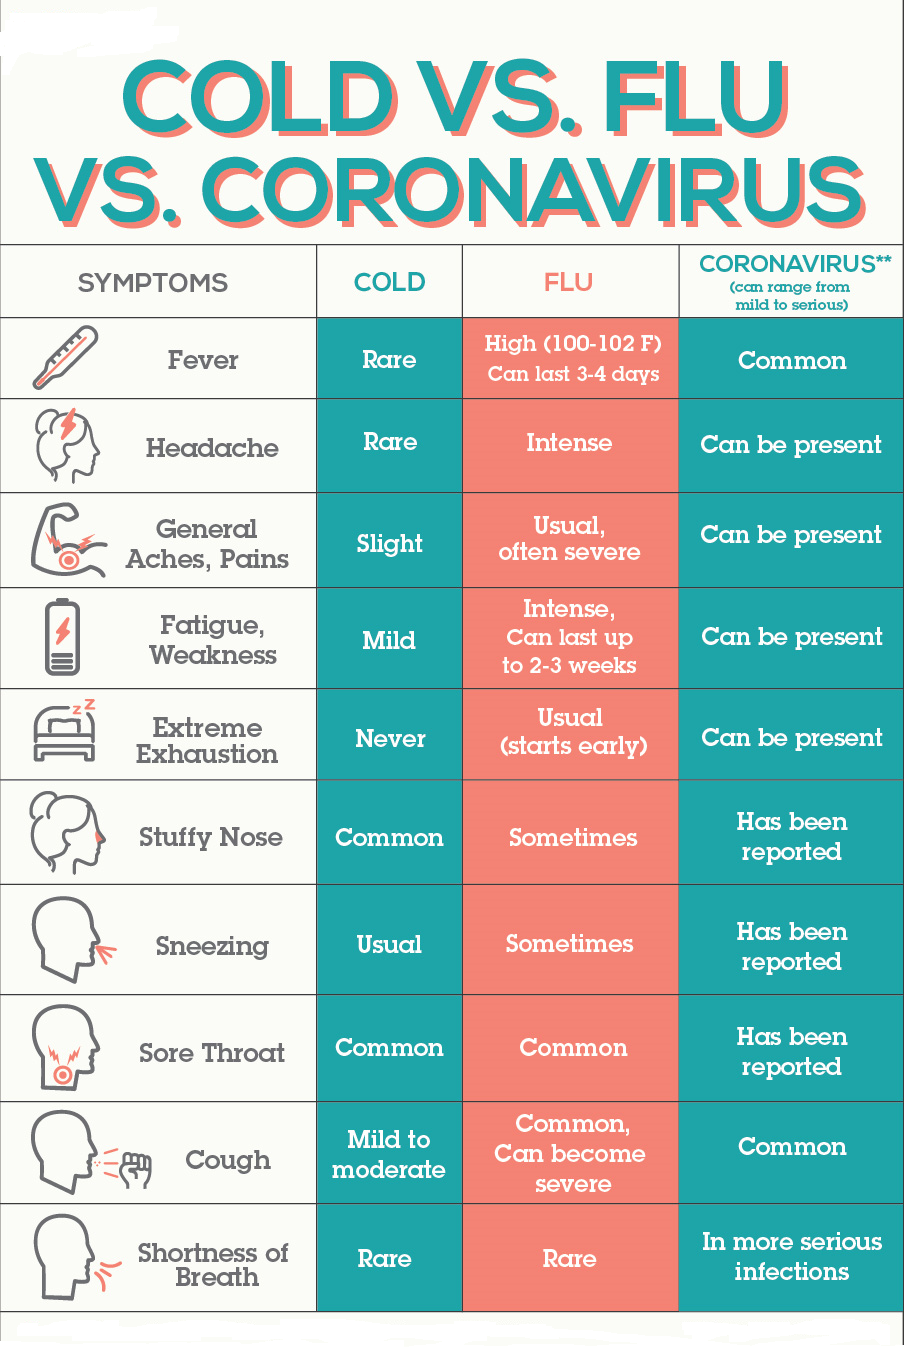 COLD VS. FLU
VS. CORONAVIRUS
SYMPTOMS
COLD
FLU
CORONAVIRUS**
(can range from
mild to serious)
Fever
Rare
High (100-102 F)
Can last 3-4 days
Common
Headache
Rare
Intense
Can be present
General
Aches, Pains
Slight
Usual,
often severe
Can be present
Fatigue,
Weakness
Mild
Intense,
Can last up
to 2-3 weeks
Can be present
z Z
Extreme
Exhaustion
Never
Usual
(starts early)
Can be present
Stuffy Nose
Common
Sometimes
Has been
reported
Sneezing
Usual
Sometimes
Has been
reported
Sore Throat
Common
Common
Has been
reported
Cough
Mild to
moderate
Common,
Can become
severe
Common
Shortness of
Breath
Rare
Rare
In more serious
infections